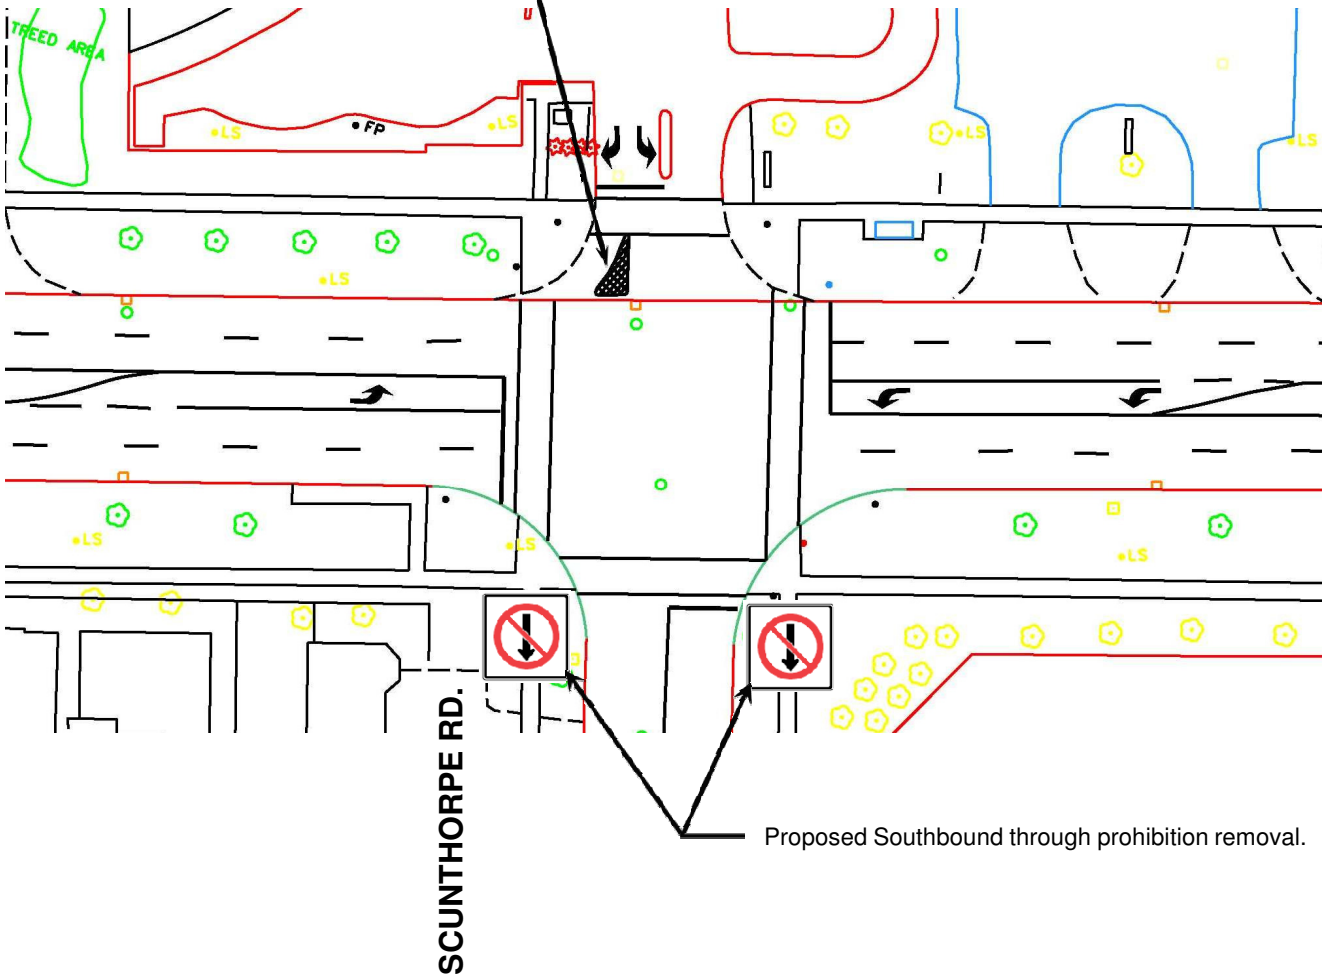 TREED AREA
LS
FP
LS
LS
LS
LS
LS
LS
LS
SCUNTHORPE RD.
Proposed Southbound through prohibition removal.